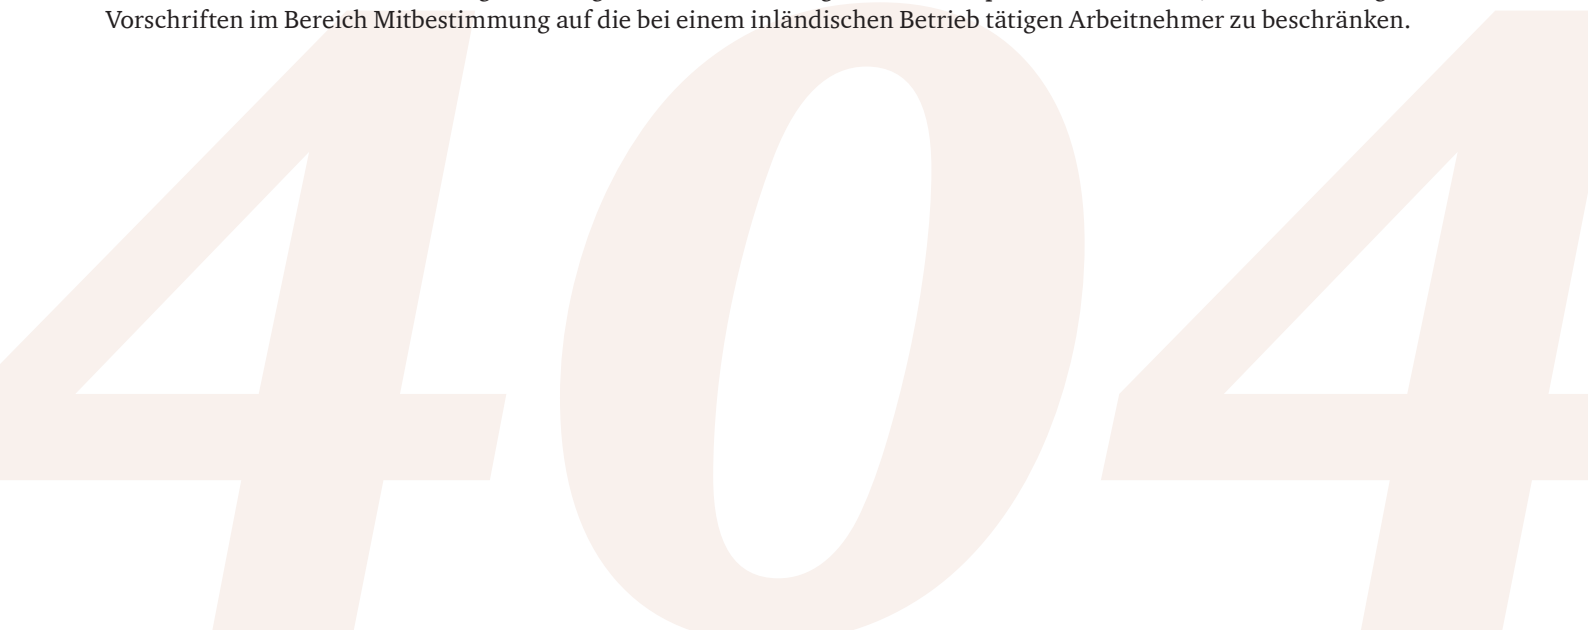 Vorschriften im Bereich Mitbestimmung auf die bei einem inländischen Betrieb tätigen Arbeitnehmer zu beschränken.
404